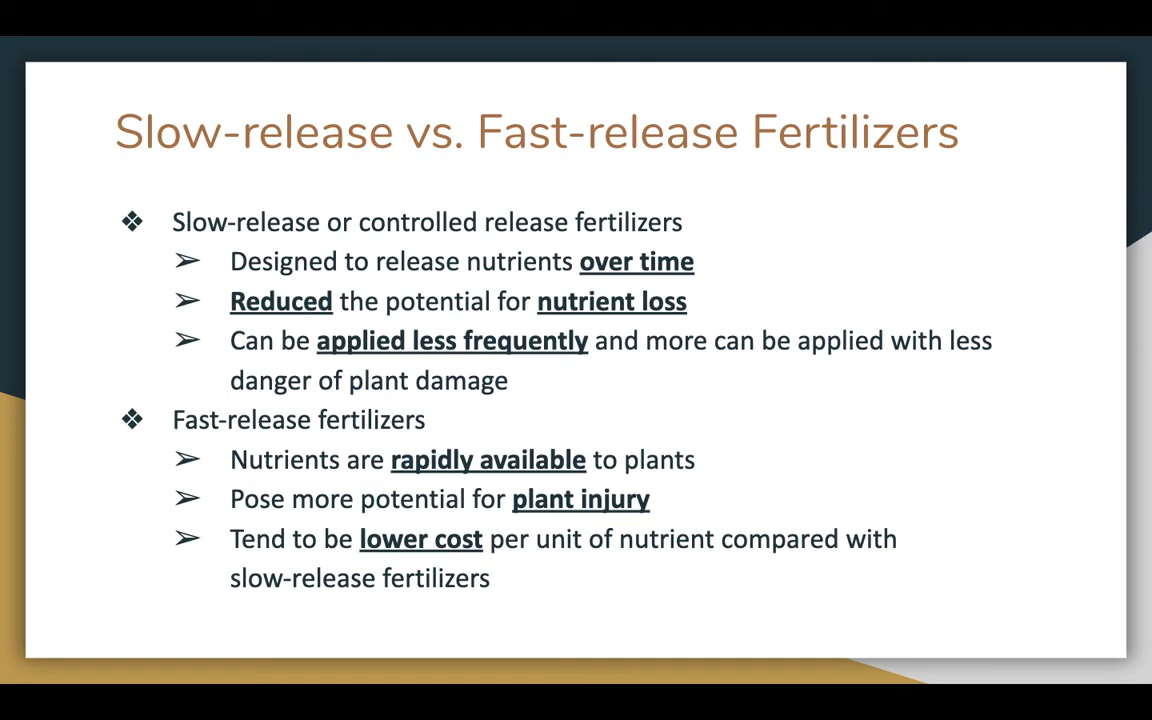 Slow-release vs. Fast-release Fertilizers
❖ Slow-release or controlled release fertilizers
➢ Designed to release nutrients over time
➢ Reduced the potential for nutrient loss
➢ Can be applied less frequently and more can be applied with less
danger of plant damage
❖ Fast-release fertilizers
➢ Nutrients are rapidly available to plants
➢ Pose more potential for plant injury
➢ Tend to be lower cost per unit of nutrient compared with
slow-release fertilizers